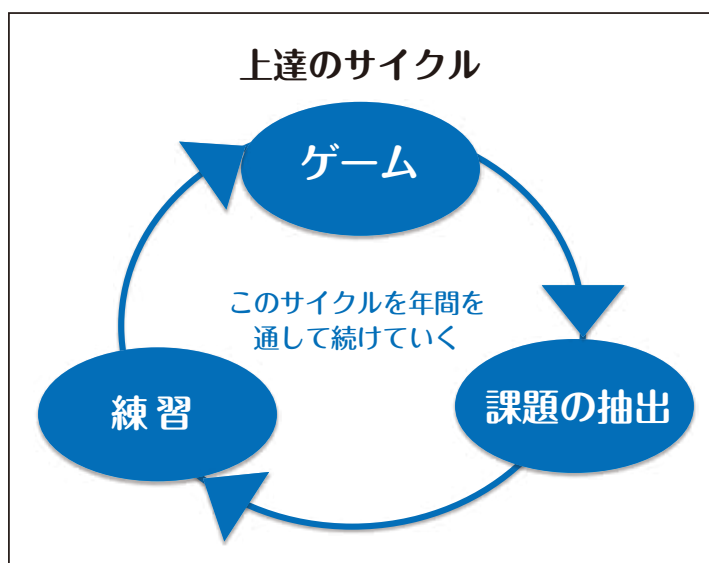 上達のサイクル
ゲーム
このサイクルを年間を
通して続けていく
練習
課題の抽出